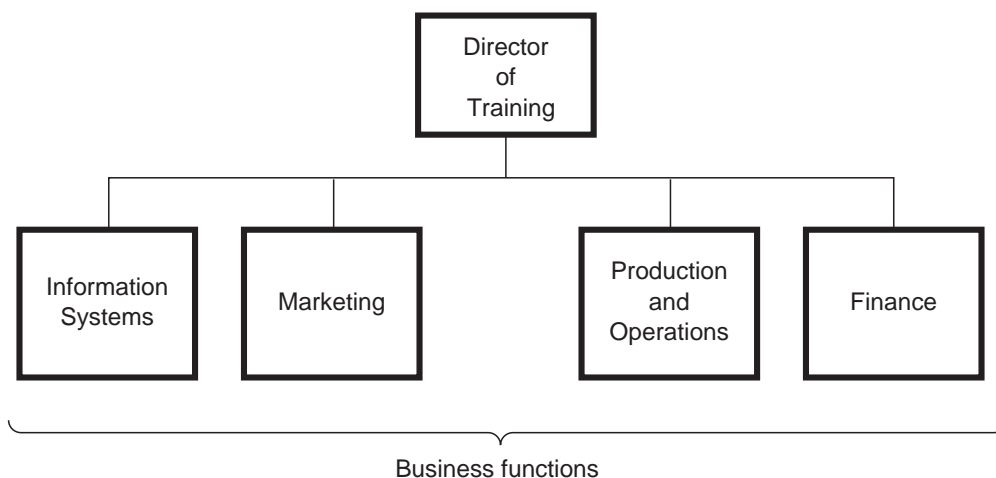 Director
of
Training
Information
Systems
Marketing
Production
and
Operations
Finance
Business functions